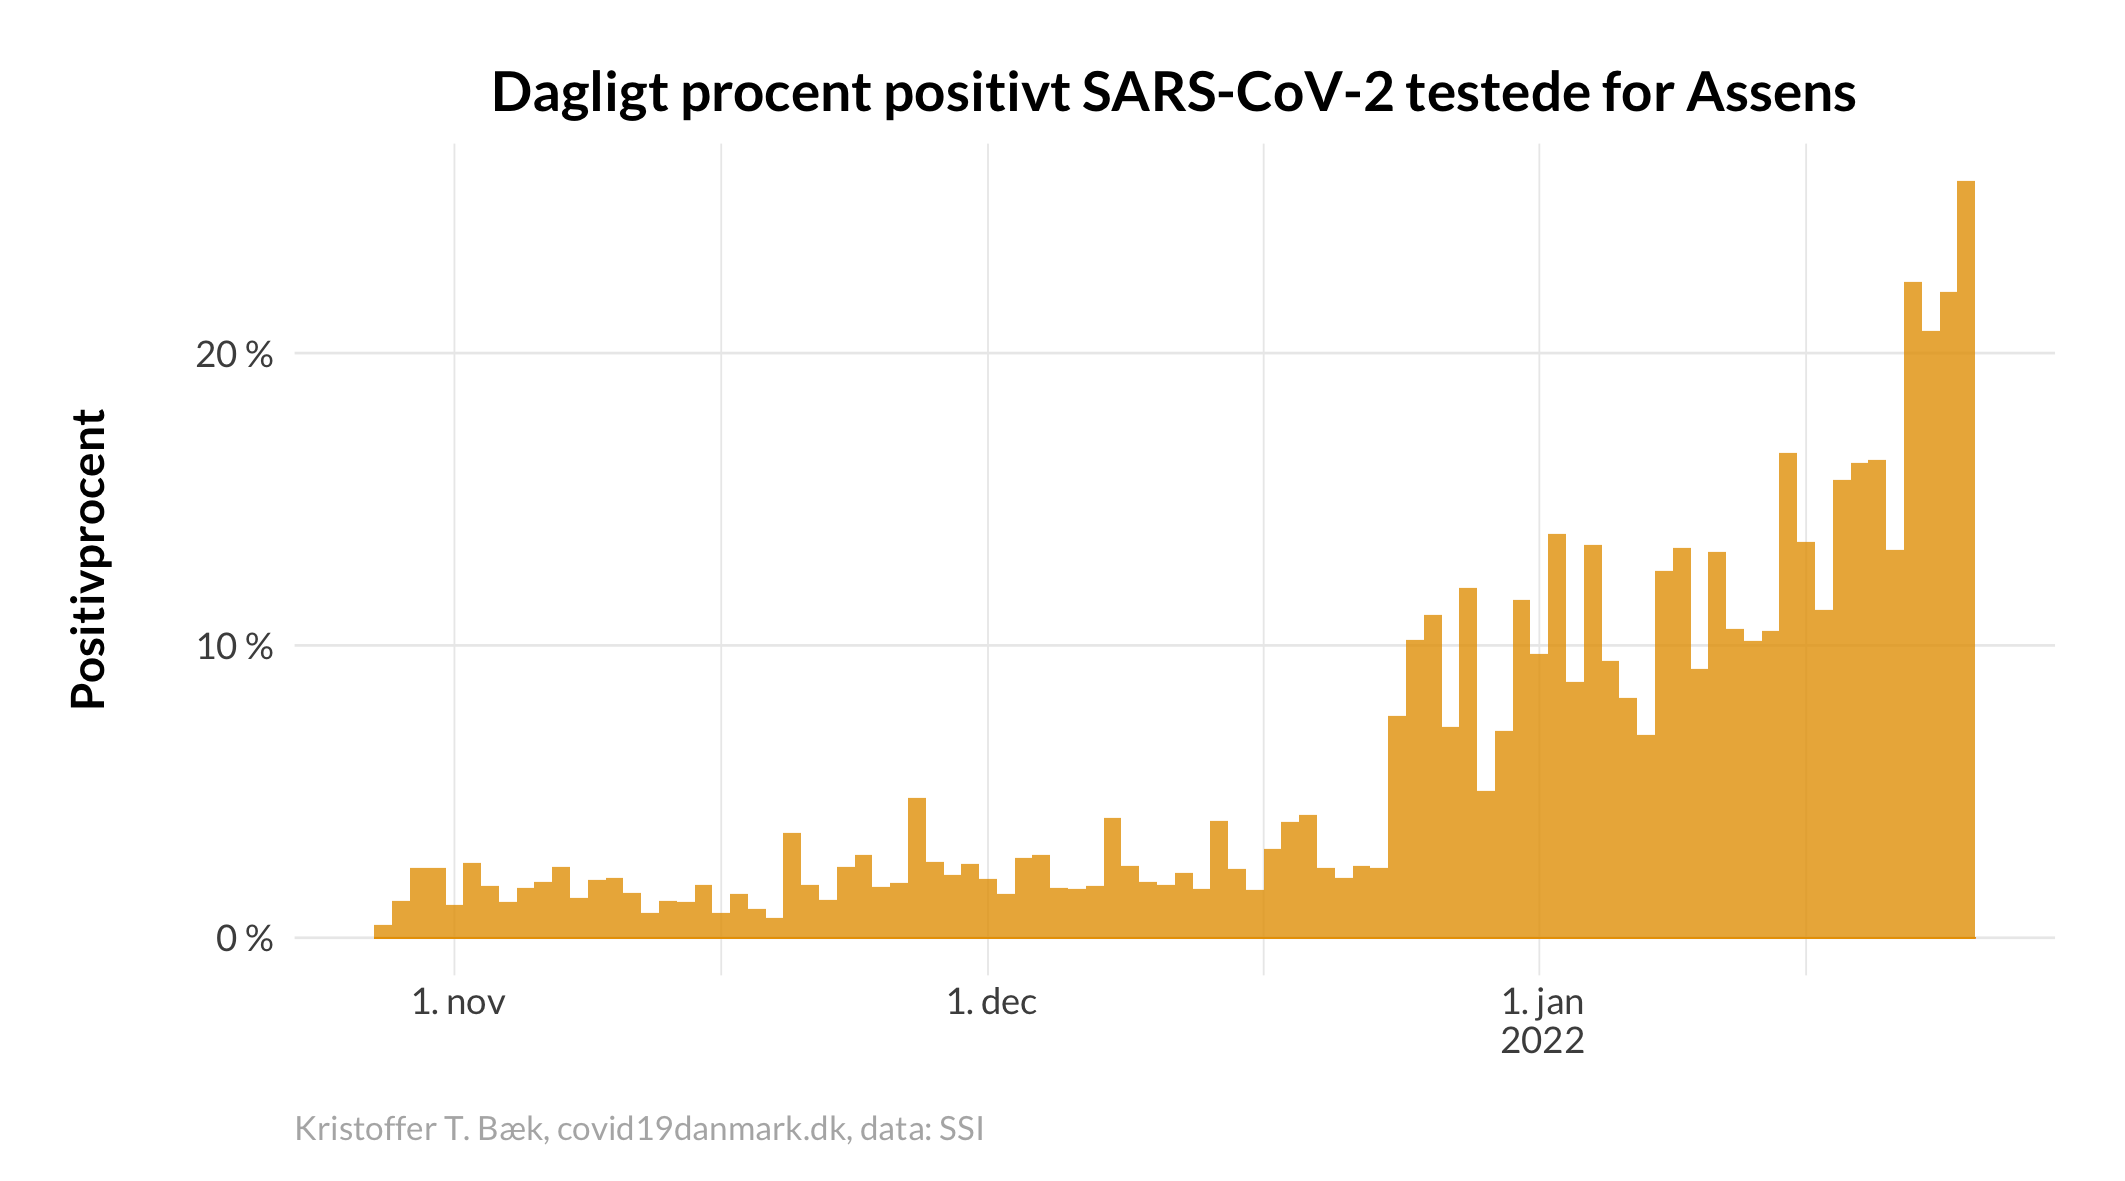 Dagligt procent positivt SARS-CoV-2 testede for Assens
Positivprocent
20 %
10 %
0 %
1. nov
1. dec
1. jan
2022
Kristoffer T. Bæk, covid19danmark.dk, data: SSI